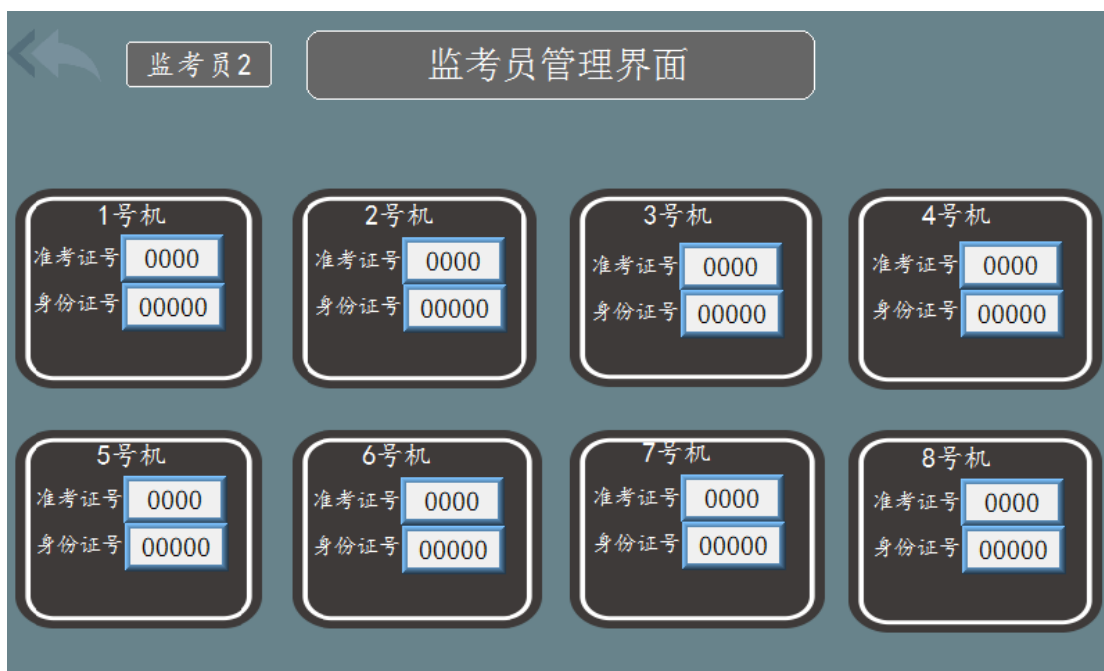 监考员2
监考员管理界面
1号机
准考证号 0000
身份证号 00000
2号机
准考证号 0000
身份证号 00000
3号机
准考证号 0000
身份证号 00000
4号机
准考证号 0000
身份证号 00000
5号机
准考证号 0000
身份证号 00000
6号机
准考证号 0000
身份证号 00000
7号机
准考证号 0000
身份证号 00000
8号机
准考证号 0000
身份证号 00000